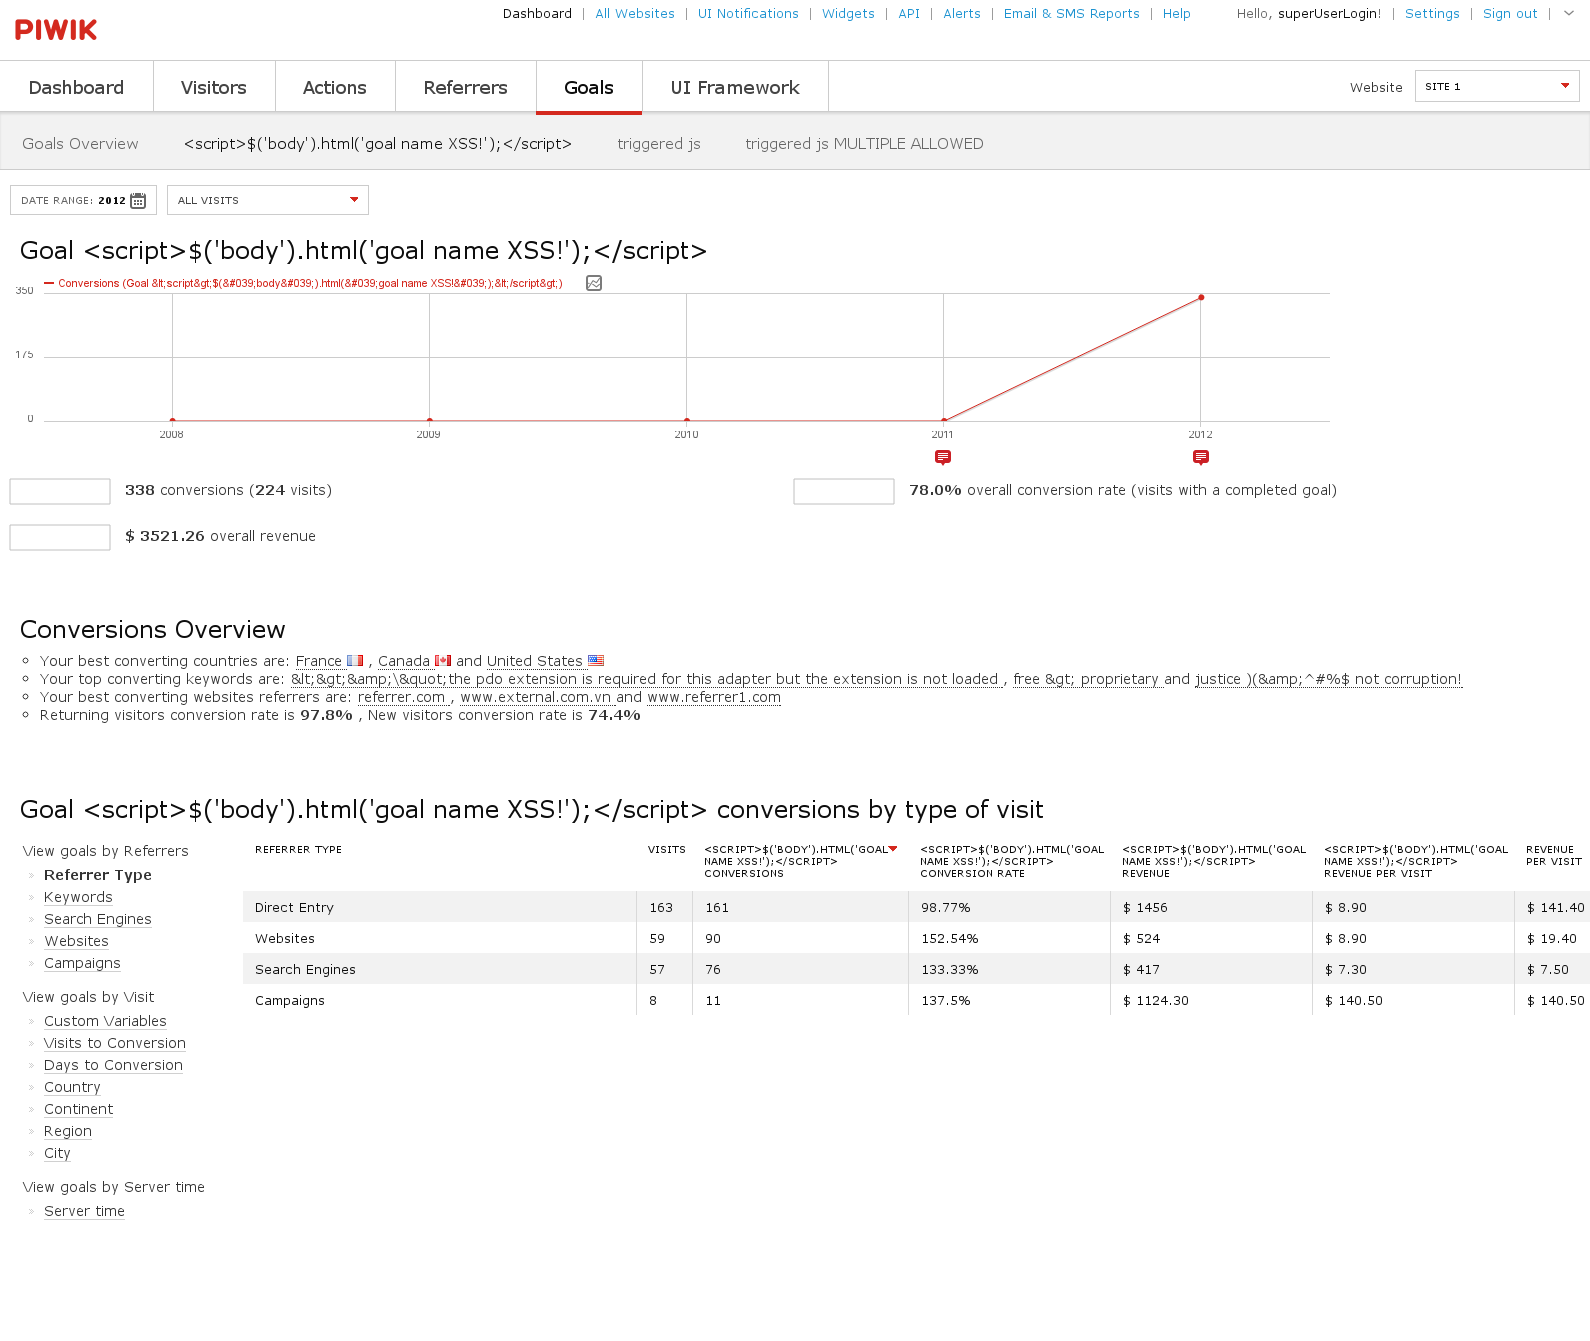 PIWIK
Dashboard | All Websites | UI Notifications | Widgets | API | Alerts | Email & SMS Reports | Help Hello, superUserLogin! | Settings | Sign out |
Dashboard Visitors Actions Referrers Goals UI Framework Website SITE 1
Goals Overview <script>$('body').html('goal name XSS!');</script> triggered js triggered js MULTIPLE ALLOWED
DATE RANGE: 2012 ALL VISITS
Goal <script>$('body').html('goal name XSS!');</script>
Conversions (Goal &lt;script&gt;$(&#039;body&#039;).html(&#039;goal name XSS!&#039;);&lt;/script&gt;)
350
175
0
2008 2009 2010 2011 2012
338 conversions (224 visits) 78.0% overall conversion rate (visits with a completed goal)
$ 3521.26 overall revenue
Conversions Overview
Your best converting countries are: France , Canada and United States
Your top converting keywords are: &lt;&gt;&amp;\&quot;the pdo extension is required for this adapter but the extension is not loaded , free &gt; proprietary and justice )(&amp;^#%$ not corruption!
Your best converting websites referrers are: referrer.com , www.external.com.vn and www.referrer1.com
Returning visitors conversion rate is 97.8% , New visitors conversion rate is 74.4%
Goal <script>$('body').html('goal name XSS!');</script> conversions by type of visit
View goals by Referrers
Referrer Type
Keywords
Search Engines
Websites
Campaigns
View goals by Visit
Custom Variables
Visits to Conversion
Days to Conversion
Country
Continent
Region
City
View goals by Server time
Server time
REFERRER TYPE VISITS <SCRIPT>$('BODY').HTML('GOAL <SCRIPT>$('BODY').HTML('GOAL <SCRIPT>$('BODY').HTML('GOAL <SCRIPT>$('BODY').HTML('GOAL REVENUE
NAME XSS!');</SCRIPT> NAME XSS!');</SCRIPT> NAME XSS!');</SCRIPT> NAME XSS!');</SCRIPT> PER VISIT
CONVERSIONS CONVERSION RATE REVENUE REVENUE PER VISIT
Direct Entry 163 161 98.77% $ 1456 $ 8.90 $ 141.40
Websites 59 90 152.54% $ 524 $ 8.90 $ 19.40
Search Engines 57 76 133.33% $ 417 $ 7.30 $ 7.50
Campaigns 8 11 137.5% $ 1124.30 $ 140.50 $ 140.50